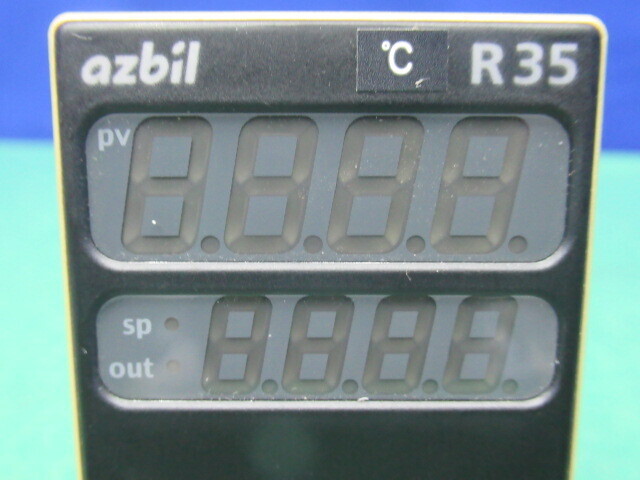 azbil ℃ R35
pv
sp
out